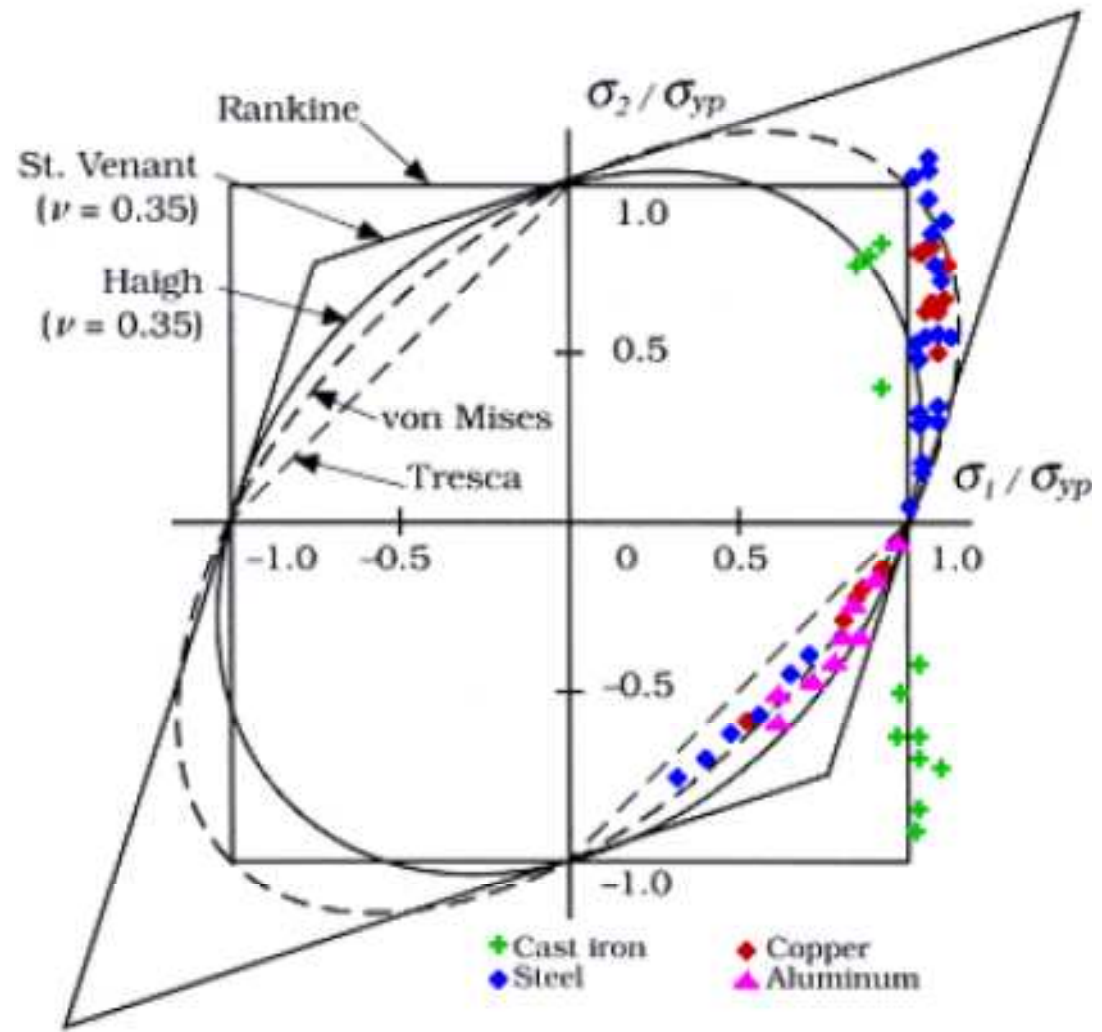 σ2 / σyp
Rankine
St. Venant
(ν = 0.35)
1.0
Haigh
(ν = 0.35)
0.5
von Mises
Tresca
σ1 / σyp
−1.0 −0.5 0 0.5 1.0
−0.5
−1.0
Cast iron Copper
Steel Aluminum